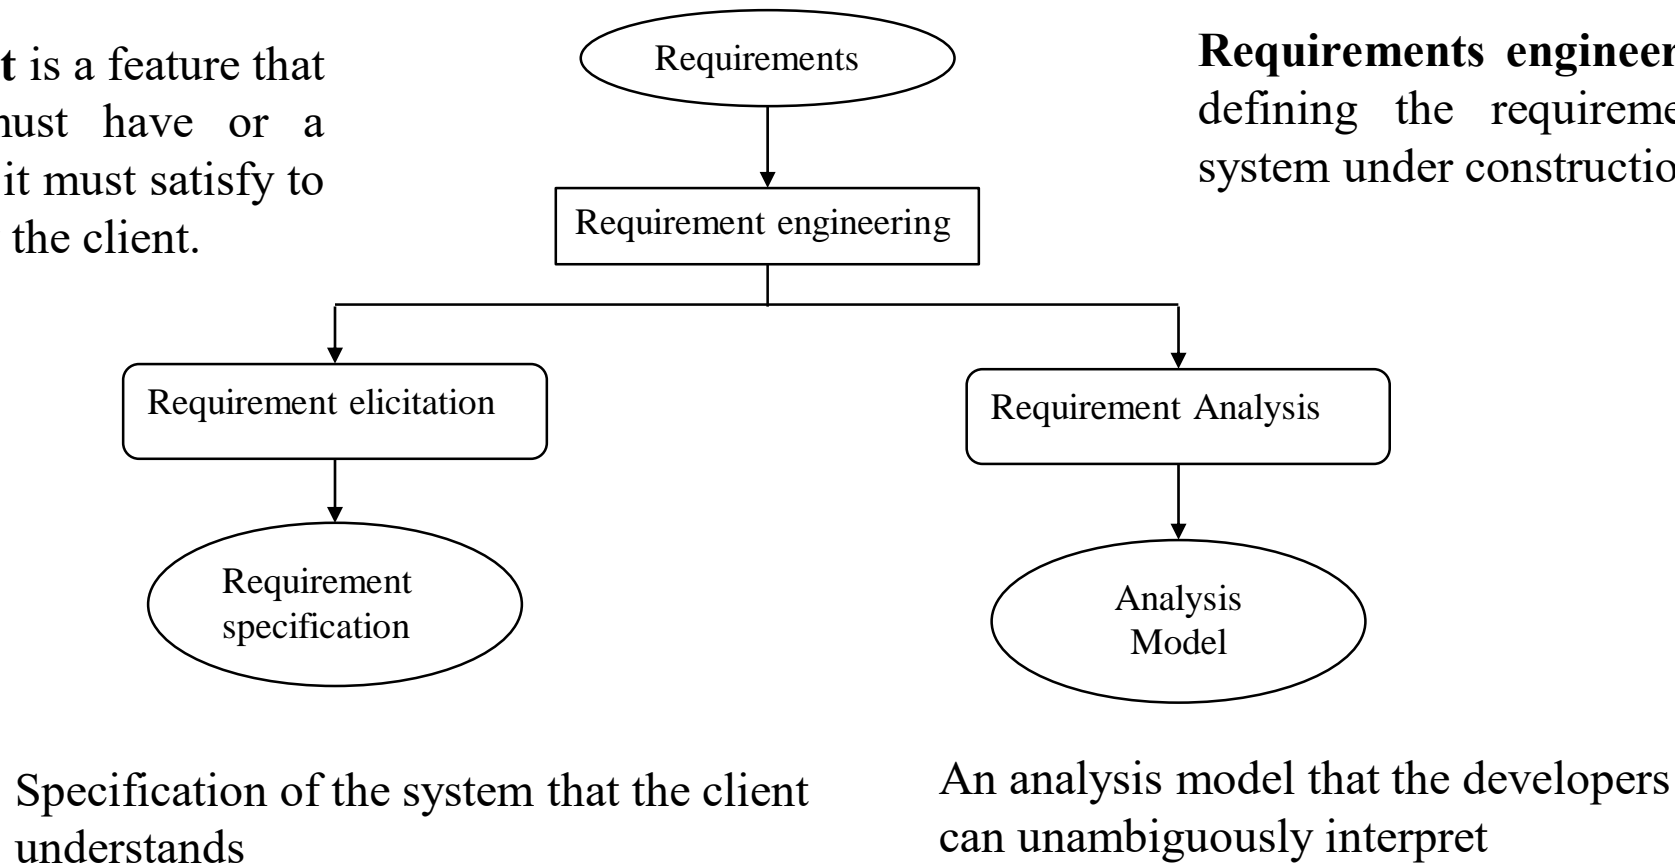 t is a feature that
must have or a
it must satisfy to
the client.
Requirements
Requirements engineer
defining the requireme
system under constructio
Requirement engineering
Requirement elicitation
Requirement Analysis
Requirement
specification
Analysis
Model
Specification of the system that the client
understands
An analysis model that the developers
can unambiguously interpret